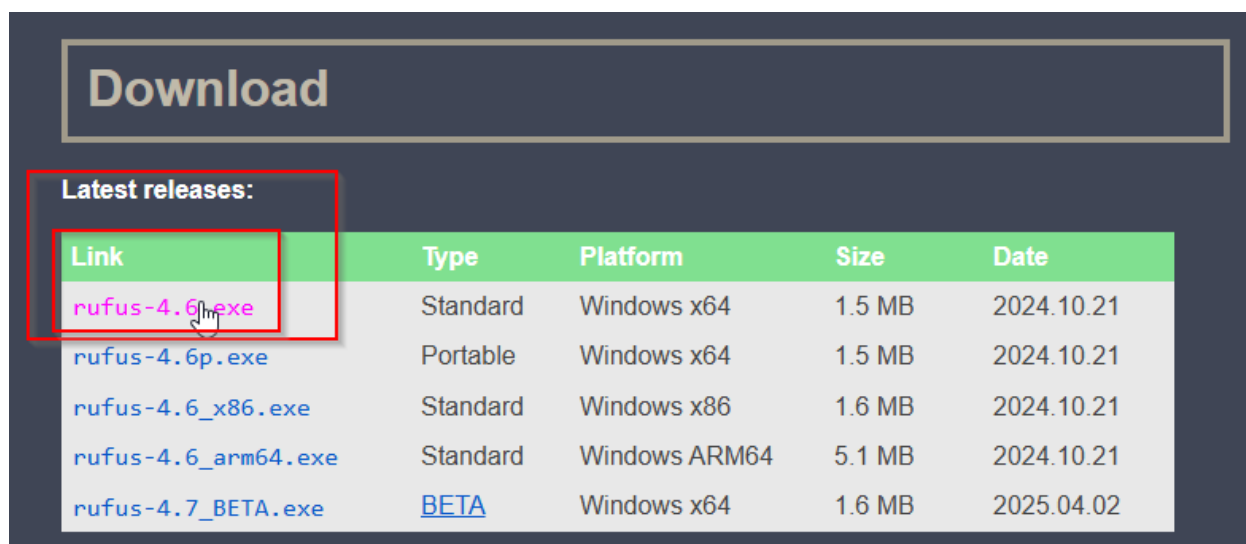 Download
Latest releases:
Link Type Platform Size Date
rufus-4.6.exe Standard Windows x64 1.5 MB 2024.10.21
rufus-4.6p.exe Portable Windows x64 1.5 MB 2024.10.21
rufus-4.6_x86.exe Standard Windows x86 1.6 MB 2024.10.21
rufus-4.6_arm64.exe Standard Windows ARM64 5.1 MB 2024.10.21
rufus-4.7_BETA.exe BETA Windows x64 1.6 MB 2025.04.02